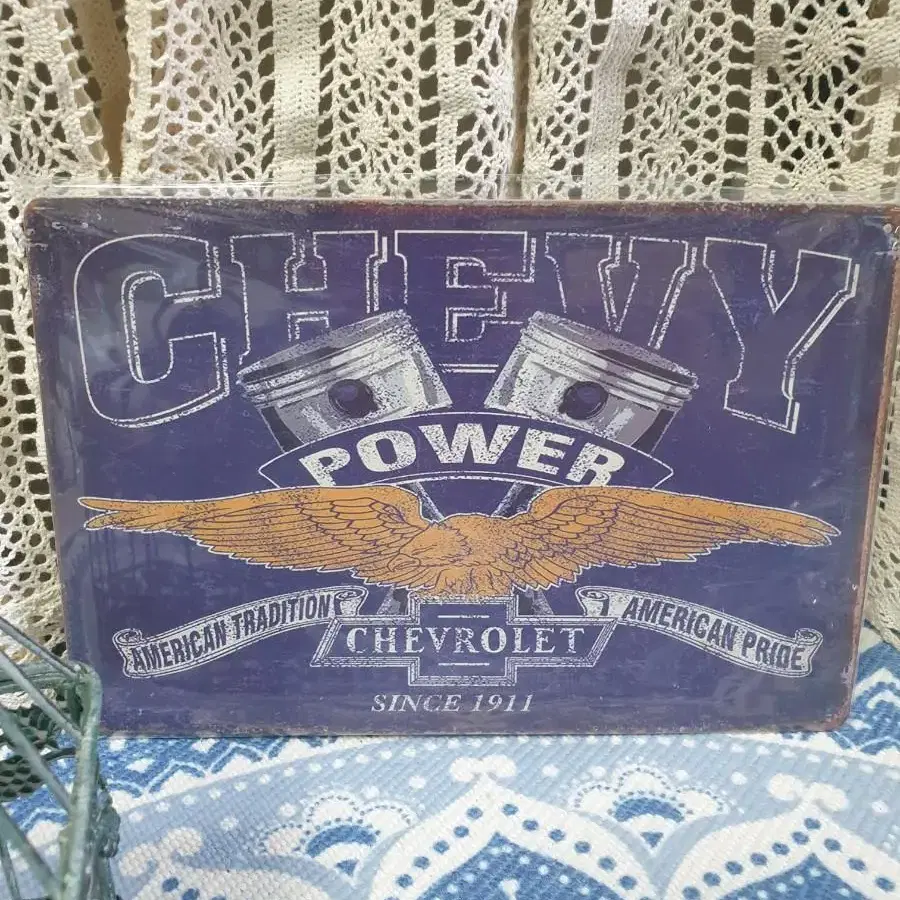 CHEVY
POWER
AMERICAN TRADITION
CHEVROLET
AMERICAN PRIDE
SINCE 1911